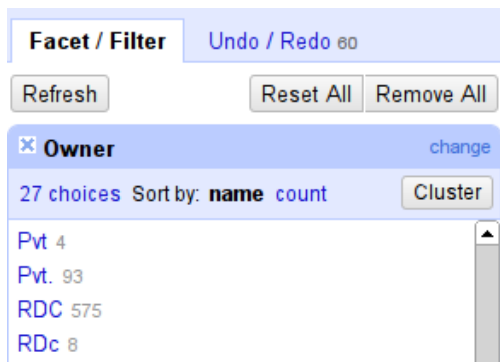 Facet / Filter Undo / Redo 60
Refresh Reset All Remove All
Owner change
27 choices Sort by: name count Cluster
Pvt 4
Pvt. 93
RDC 575
RDc 8